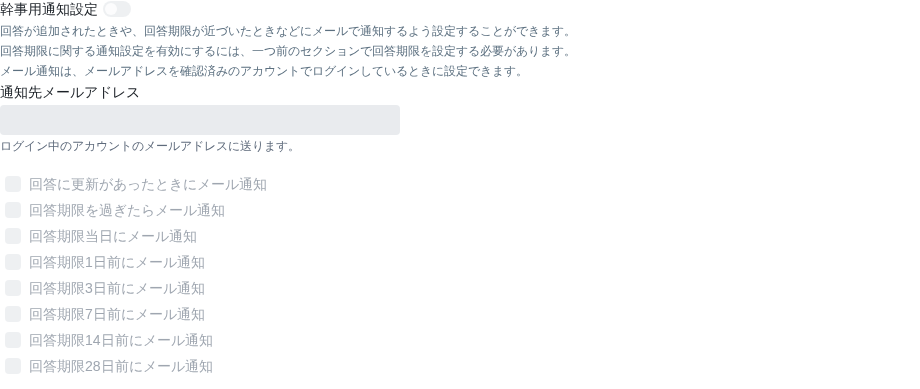 幹事用通知設定
回答が追加されたときや、回答期限が近づいたときなどにメールで通知するよう設定することができます。
回答期限に関する通知設定を有効にするには、一つ前のセクションで回答期限を設定する必要があります。
メール通知は、メールアドレスを確認済みのアカウントでログインしているときに設定できます。
通知先メールアドレス
ログイン中のアカウントのメールアドレスに送ります。
回答に更新があったときにメール通知
回答期限を過ぎたらメール通知
回答期限当日にメール通知
回答期限1日前にメール通知
回答期限3日前にメール通知
回答期限7日前にメール通知
回答期限14日前にメール通知
回答期限28日前にメール通知